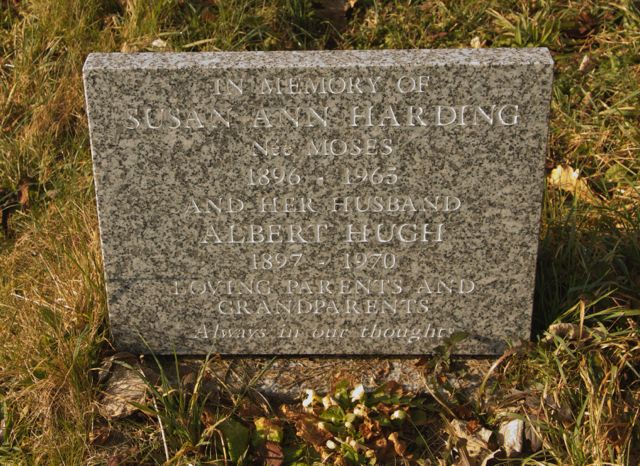 IN MEMORY OF
SUSAN ANN HARDING
Née MOSES
1896 - 1963
AND HER HUSBAND
ALBERT HUGH
1897 - 1970
LOVING PARENTS AND
GRANDPARENTS
Always in our thoughts